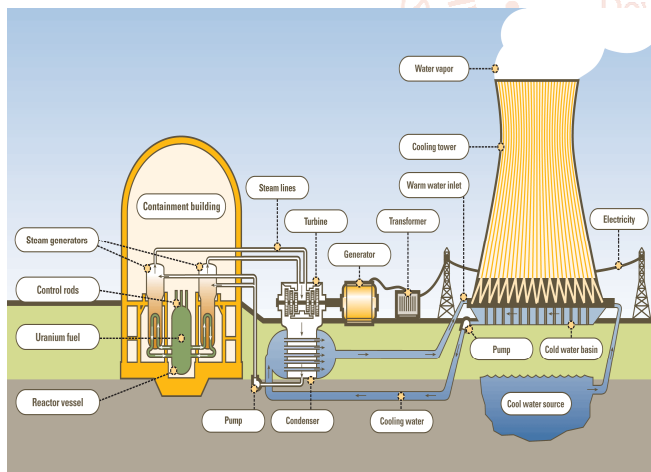 Water vapor
Cooling tower
Steam lines
Warm water inlet
Containment building
Turbine
Transformer
Electricity
Steam generators
Generator
Control rods
Uranium fuel
Pump
Cold water basin
Reactor vessel
Pump
Condenser
Cooling water
Cool water source